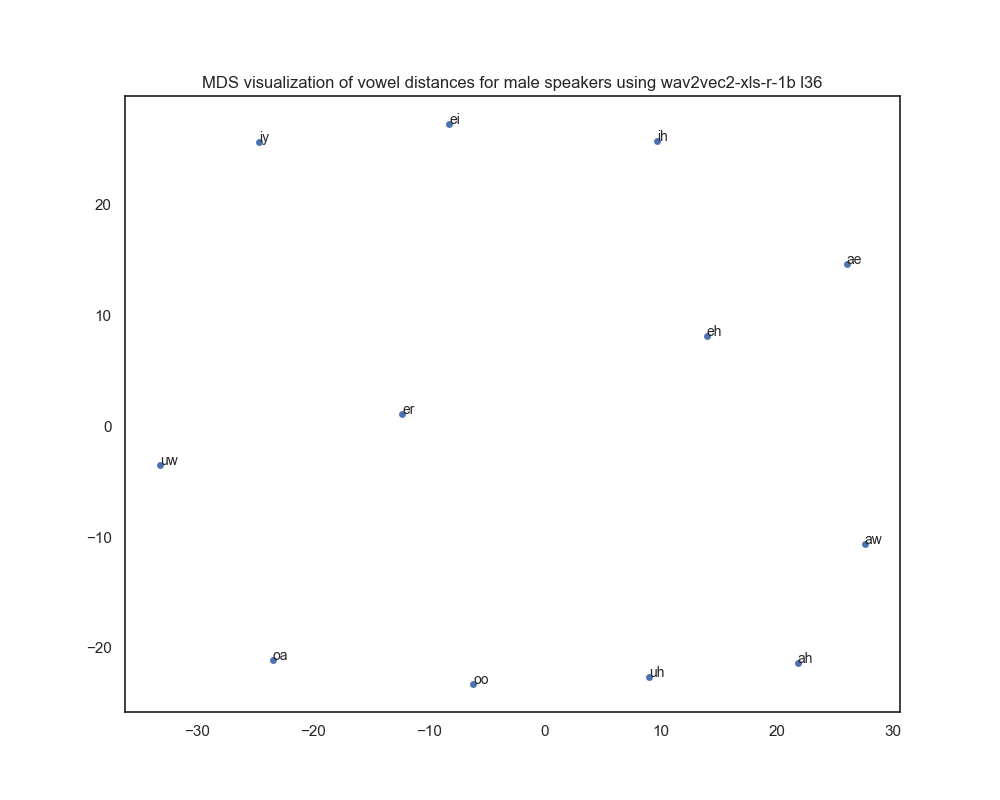 MDS visualization of vowel distances for male speakers using wav2vec2-xls-r-1b l36
ei
iy
ih
20
ae
10
eh
er
0
uw
−10
aw
−20
oa
uh
ah
oo
−30 −20 −10 0 10 20 30